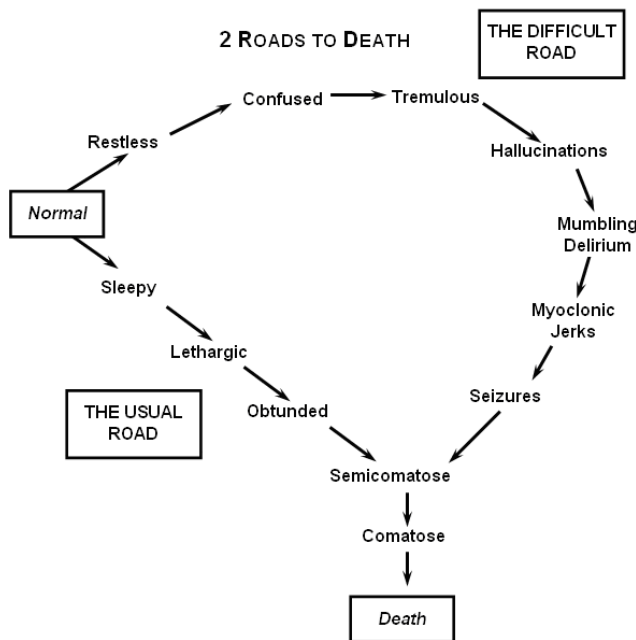 2 ROADS TO DEATH
THE DIFFICULT
ROAD
Confused
Tremulous
Restless
Hallucinations
Normal
Mumbling
Delirium
Sleepy
Myoclonic
Jerks
Lethargic
Seizures
THE USUAL
ROAD
Obtunded
Semicomatose
Comatose
Death